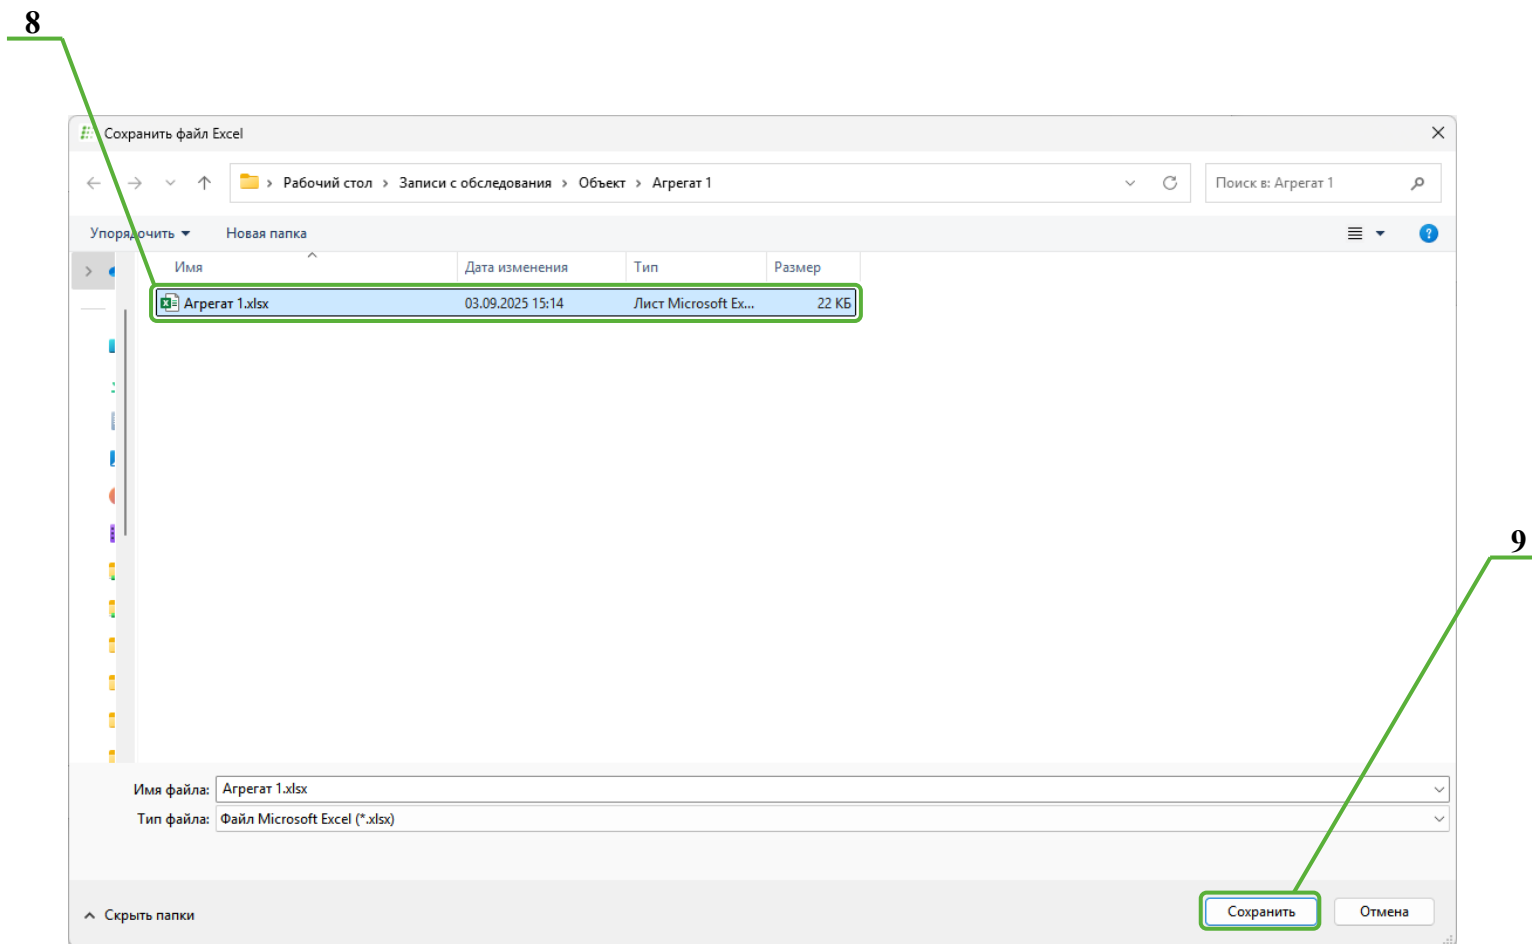 8
Сохранить файл Excel
Рабочий стол > Записи с обследования > Объект > Агрегат 1
Поиск в: Агрегат 1
Упорядочить
Новая папка
?
Имя
Дата изменения
Тип
Размер
Агрегат 1.xlsx
03.09.2025 15:14
Лист Microsoft Ex...
22 КБ
9
Имя файла: Агрегат 1.xlsx
Тип файла: Файл Microsoft Excel (*.xlsx)
Скрыть папки
Сохранить
Отмена